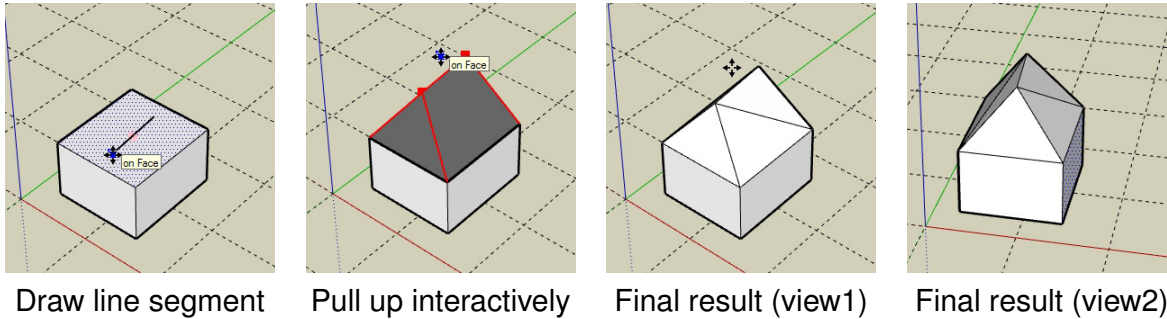 on Face
on Face
Draw line segment
Pull up interactively
Final result (view1)
Final result (view2)